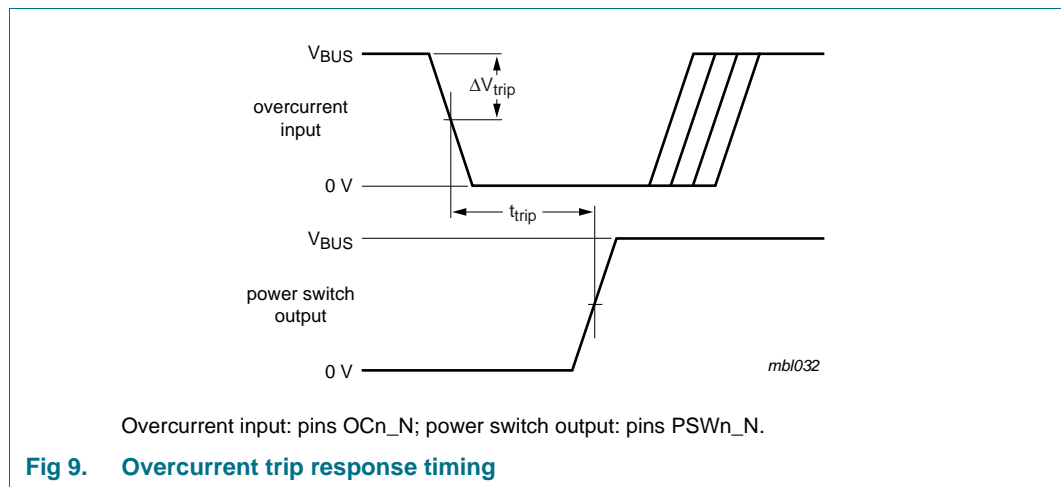 VBUS
ΔVtrip
overcurrent
input
0 V
ttrip
VBUS
power switch
output
0 V
mbl032
Overcurrent input: pins OCn_N; power switch output: pins PSWn_N.
Fig 9. Overcurrent trip response timing